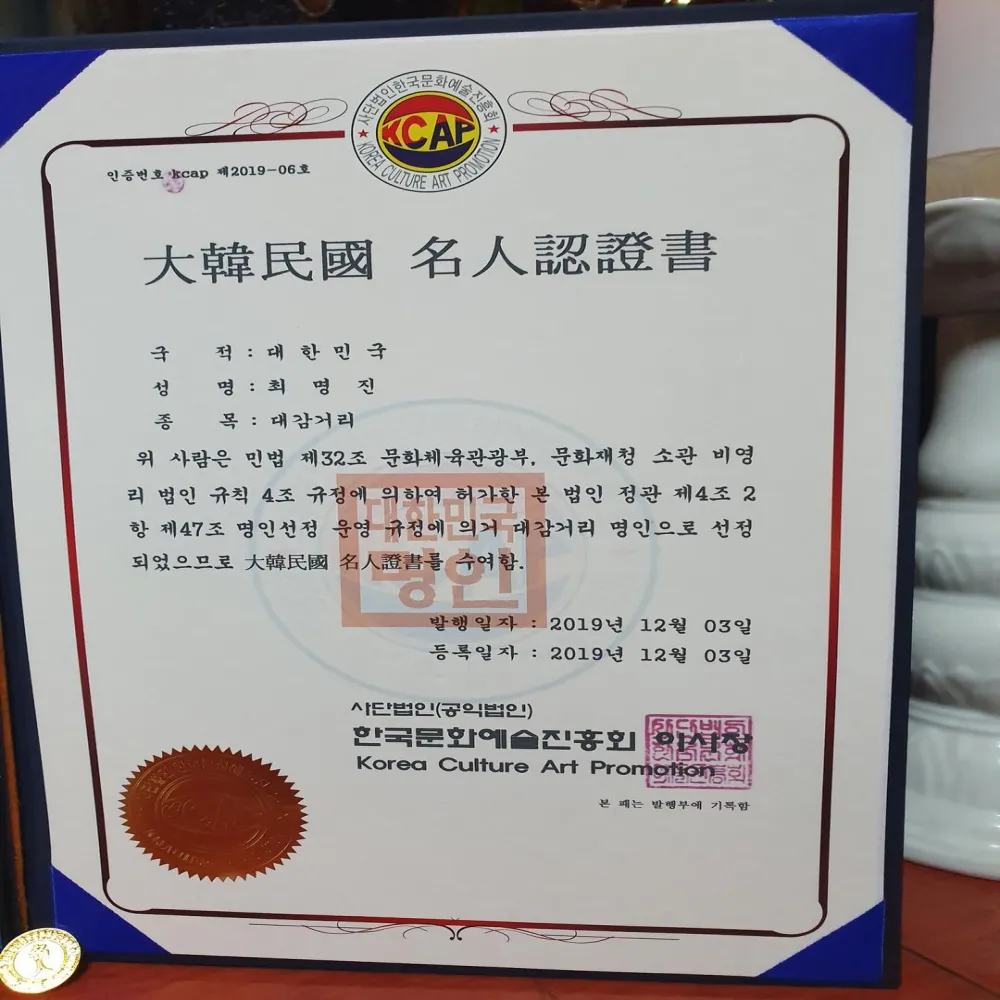 사단법인한국문화예술진흥회
KCAP
KOREA CULTURE ART PROMOTION
인증번호 kcap 제2019-06호
大韓民國 名人認證書
국 적 : 대 한 민 국
성 명 : 최 명 진
종 목 : 대감거리
위 사람은 민법 제32조 문화체육관광부, 문화재청 소관 비영
리 법인 규칙 4조 규정에 의하여 허가한 본 법인 정관 제4조 2
항 제47조 명인선정 운영 규정에 의거 대감거리 명인으로 선정
되었으므로 大韓民國 名人證書를 수여함.
대한민국
명인
발행일자 : 2019년 12월 03일
등록일자 : 2019년 12월 03일
사단법인(공익법인)
한국문화예술진흥회 이사장
Korea Culture Art Promotion
본 패는 발행부에 기록함